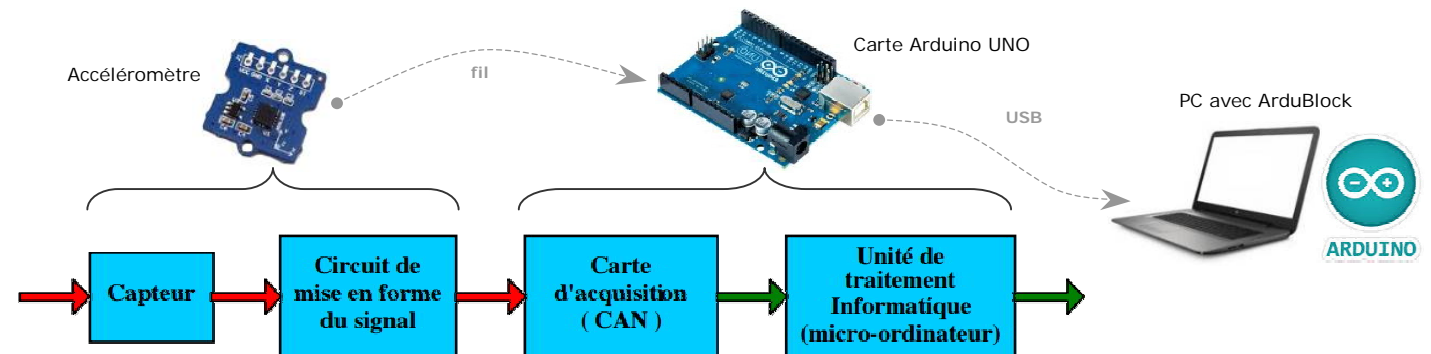 Accéléromètre
fil
Carte Arduino UNO
USB
PC avec ArduBlock
ARDUINO
Capteur
Circuit de
mise en forme
du signal
Carte
d'acquisition
( CAN )
Unité de
traitement
Informatique
(micro-ordinateur)